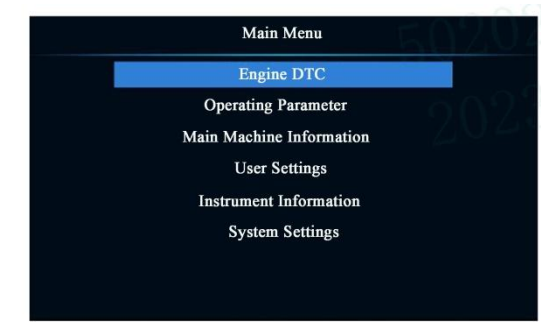 Main Menu
Engine DTC
Operating Parameter
Main Machine Information
User Settings
Instrument Information
System Settings